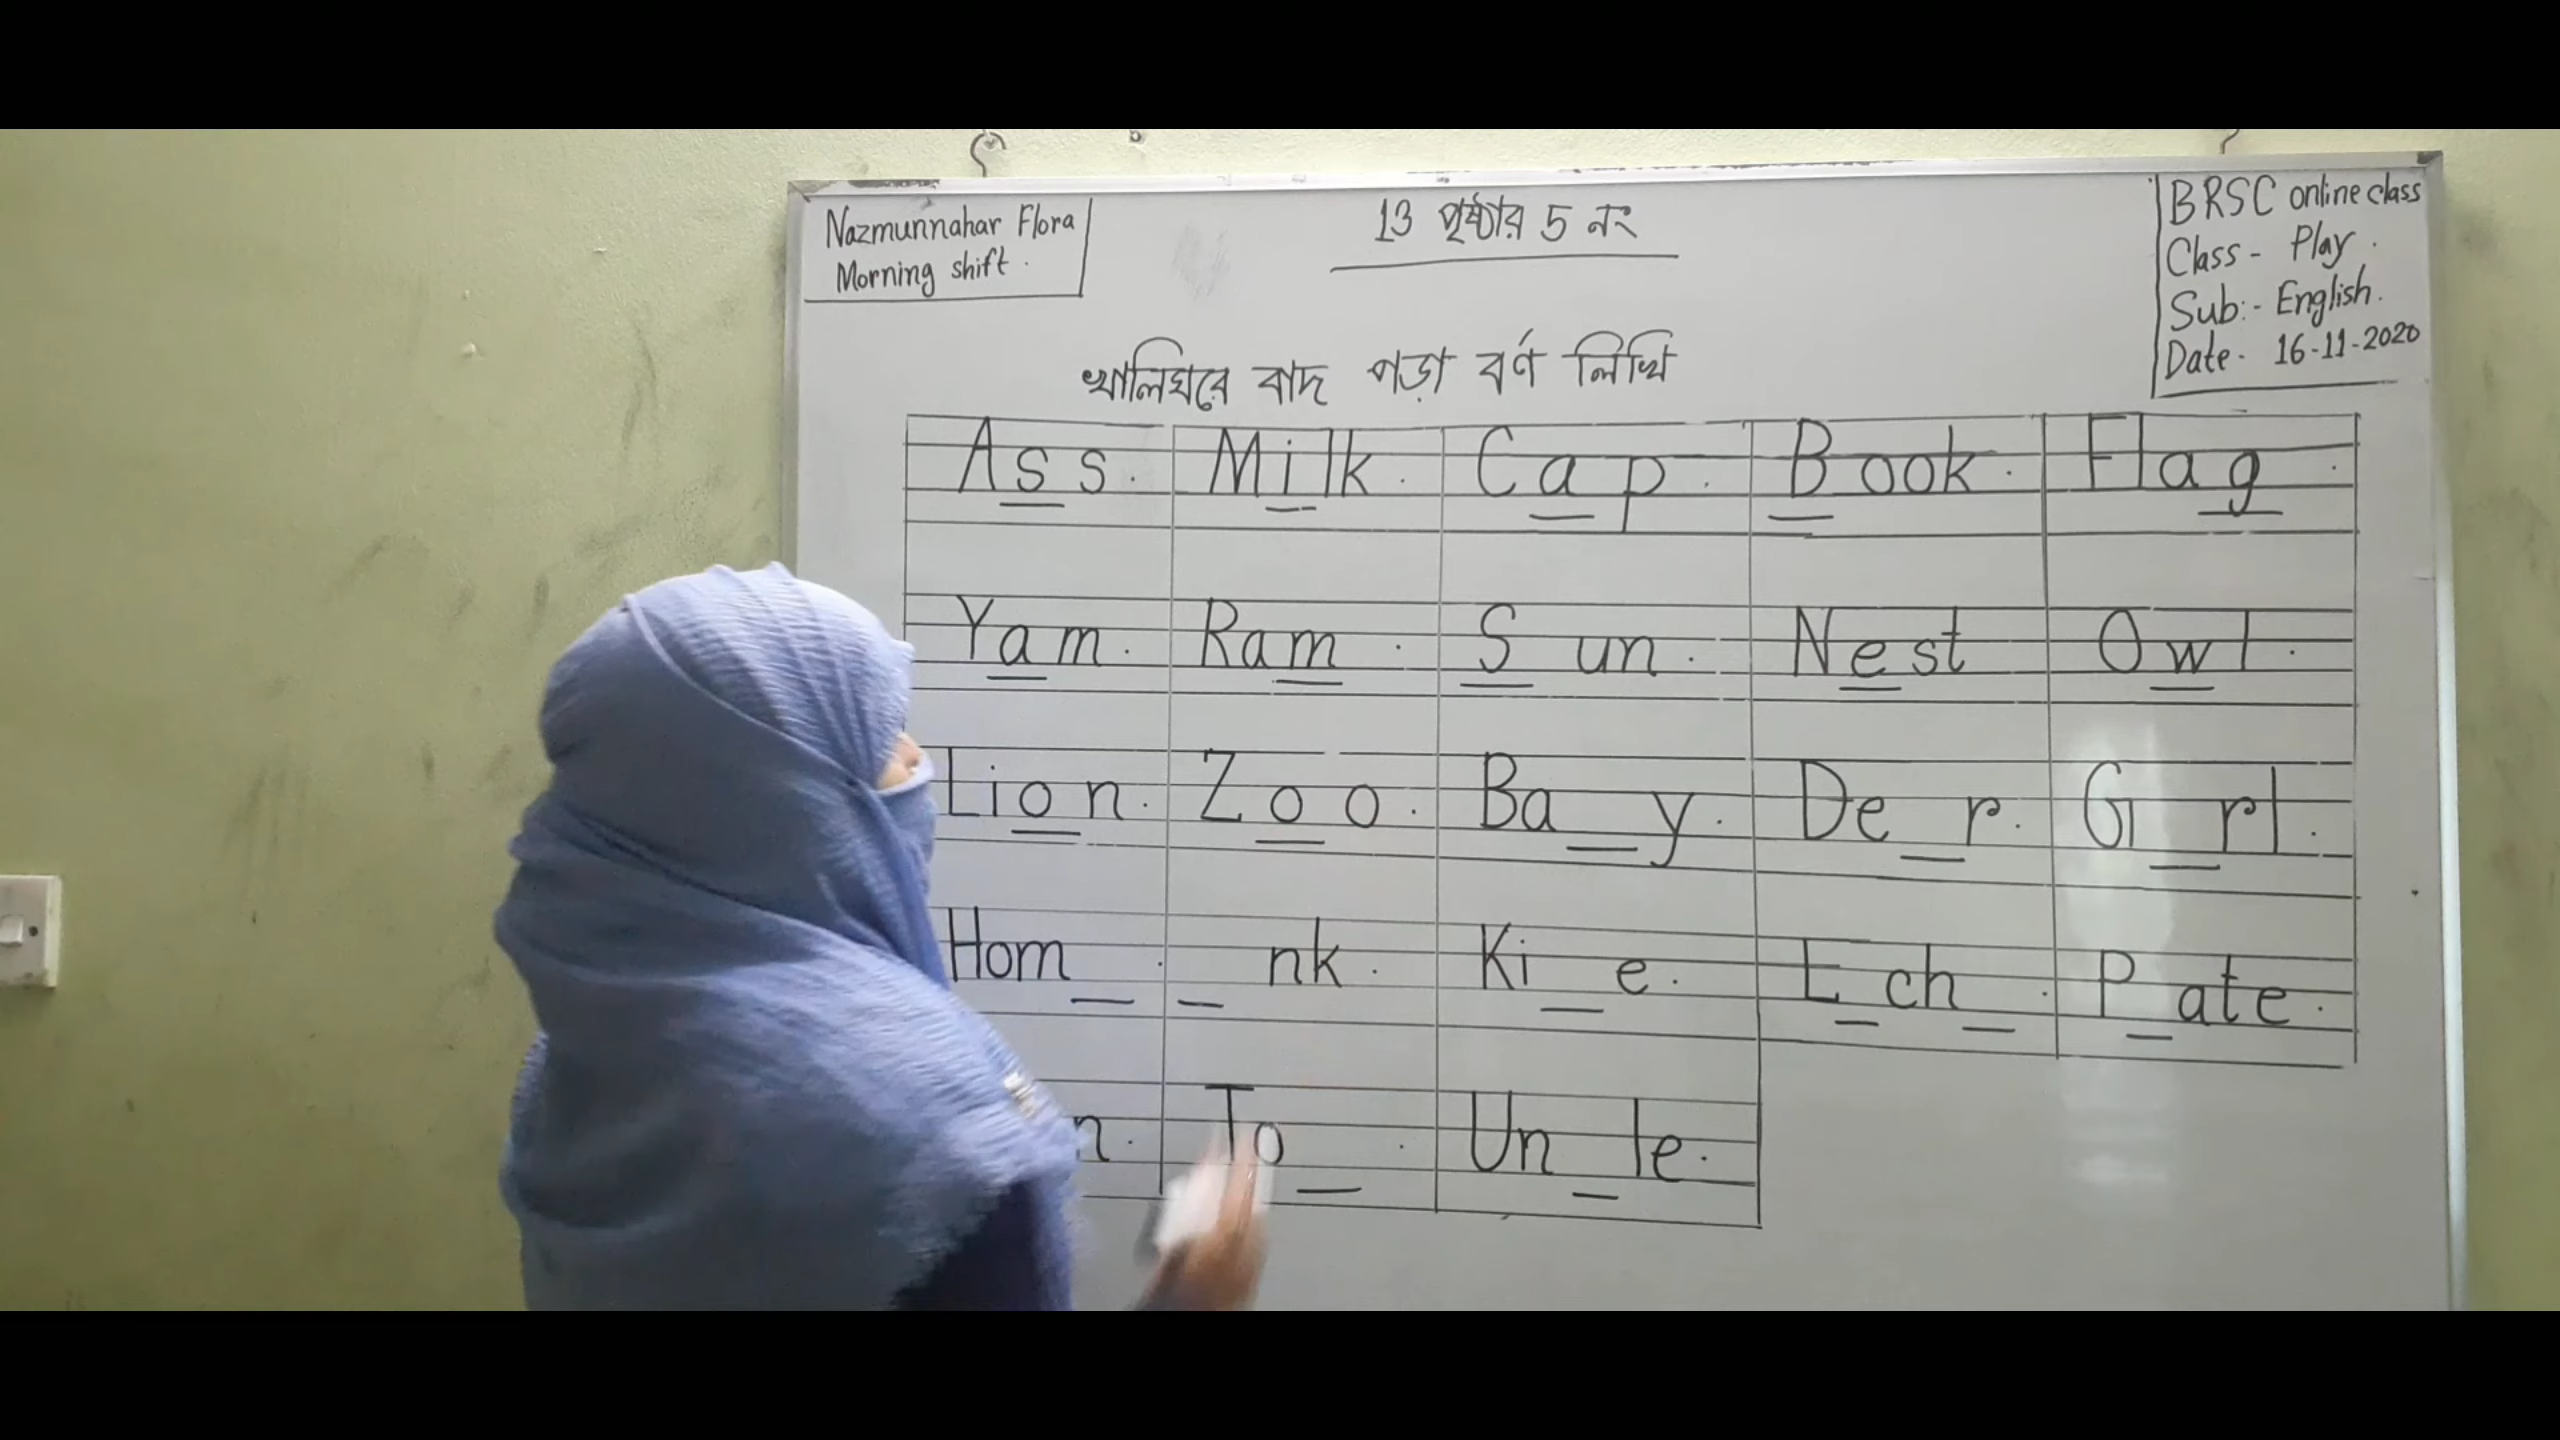 Nazmunnahar Flora
Morning shift.
13 পৃষ্ঠার 5 নং
BRSC online class
Class - Play.
Sub:- English.
Date- 16-11-2020
খালিঘরে বাদ পড়া বর্ণ লিখি
Ass. Milk. Cap. Book. Flag.
Yam. Ram. Sun. Nest Owl.
Lion. Zoo. Ba_y. De_r. G_rl.
Hom_. _nk. Ki_e. L_ch_. P_ate.
n. To_. Un_le.